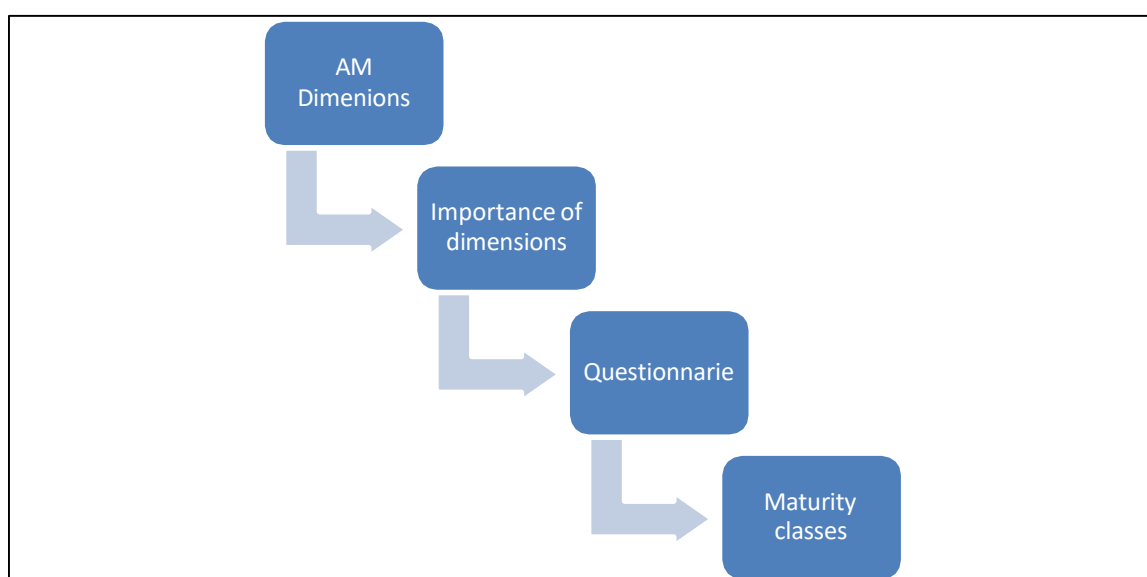 AM
Dimenions
Importance of
dimensions
Questionnarie
Maturity
classes